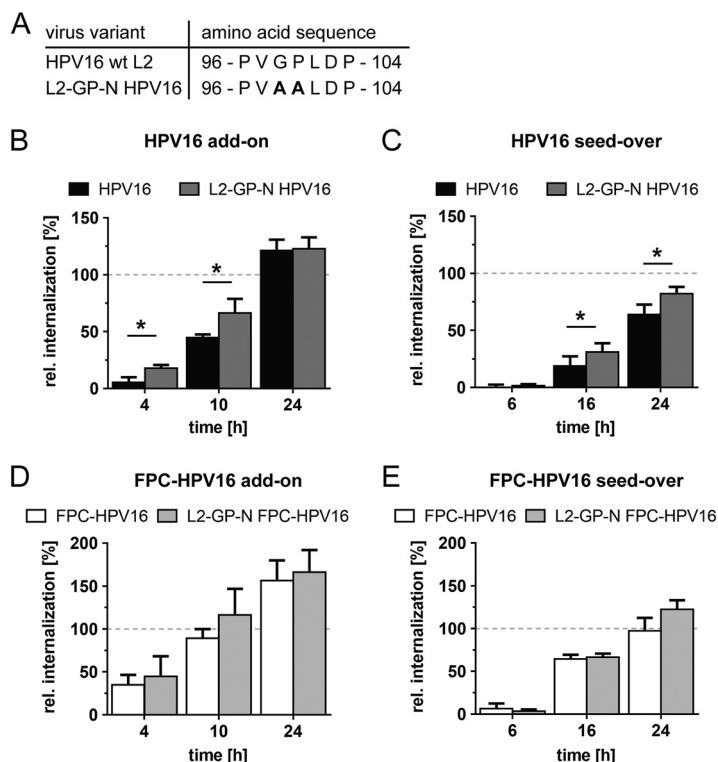 A
virus variant amino acid sequence
HPV16 wt L2 96 - P V G P L D P - 104
L2-GP-N HPV16 96 - P V A A L D P - 104
B
HPV16 add-on
HPV16 L2-GP-N HPV16
rel. internalization [%]
150
100
50
0
* *
4 10 24
time [h]
C
HPV16 seed-over
HPV16 L2-GP-N HPV16
rel. internalization [%]
150
100
50
0
* *
6 16 24
time [h]
D
FPC-HPV16 add-on
FPC-HPV16 L2-GP-N FPC-HPV16
rel. internalization [%]
200
150
100
50
0
4 10 24
time [h]
E
FPC-HPV16 seed-over
FPC-HPV16 L2-GP-N FPC-HPV16
rel. internalization [%]
200
150
100
50
0
6 16 24
time [h]